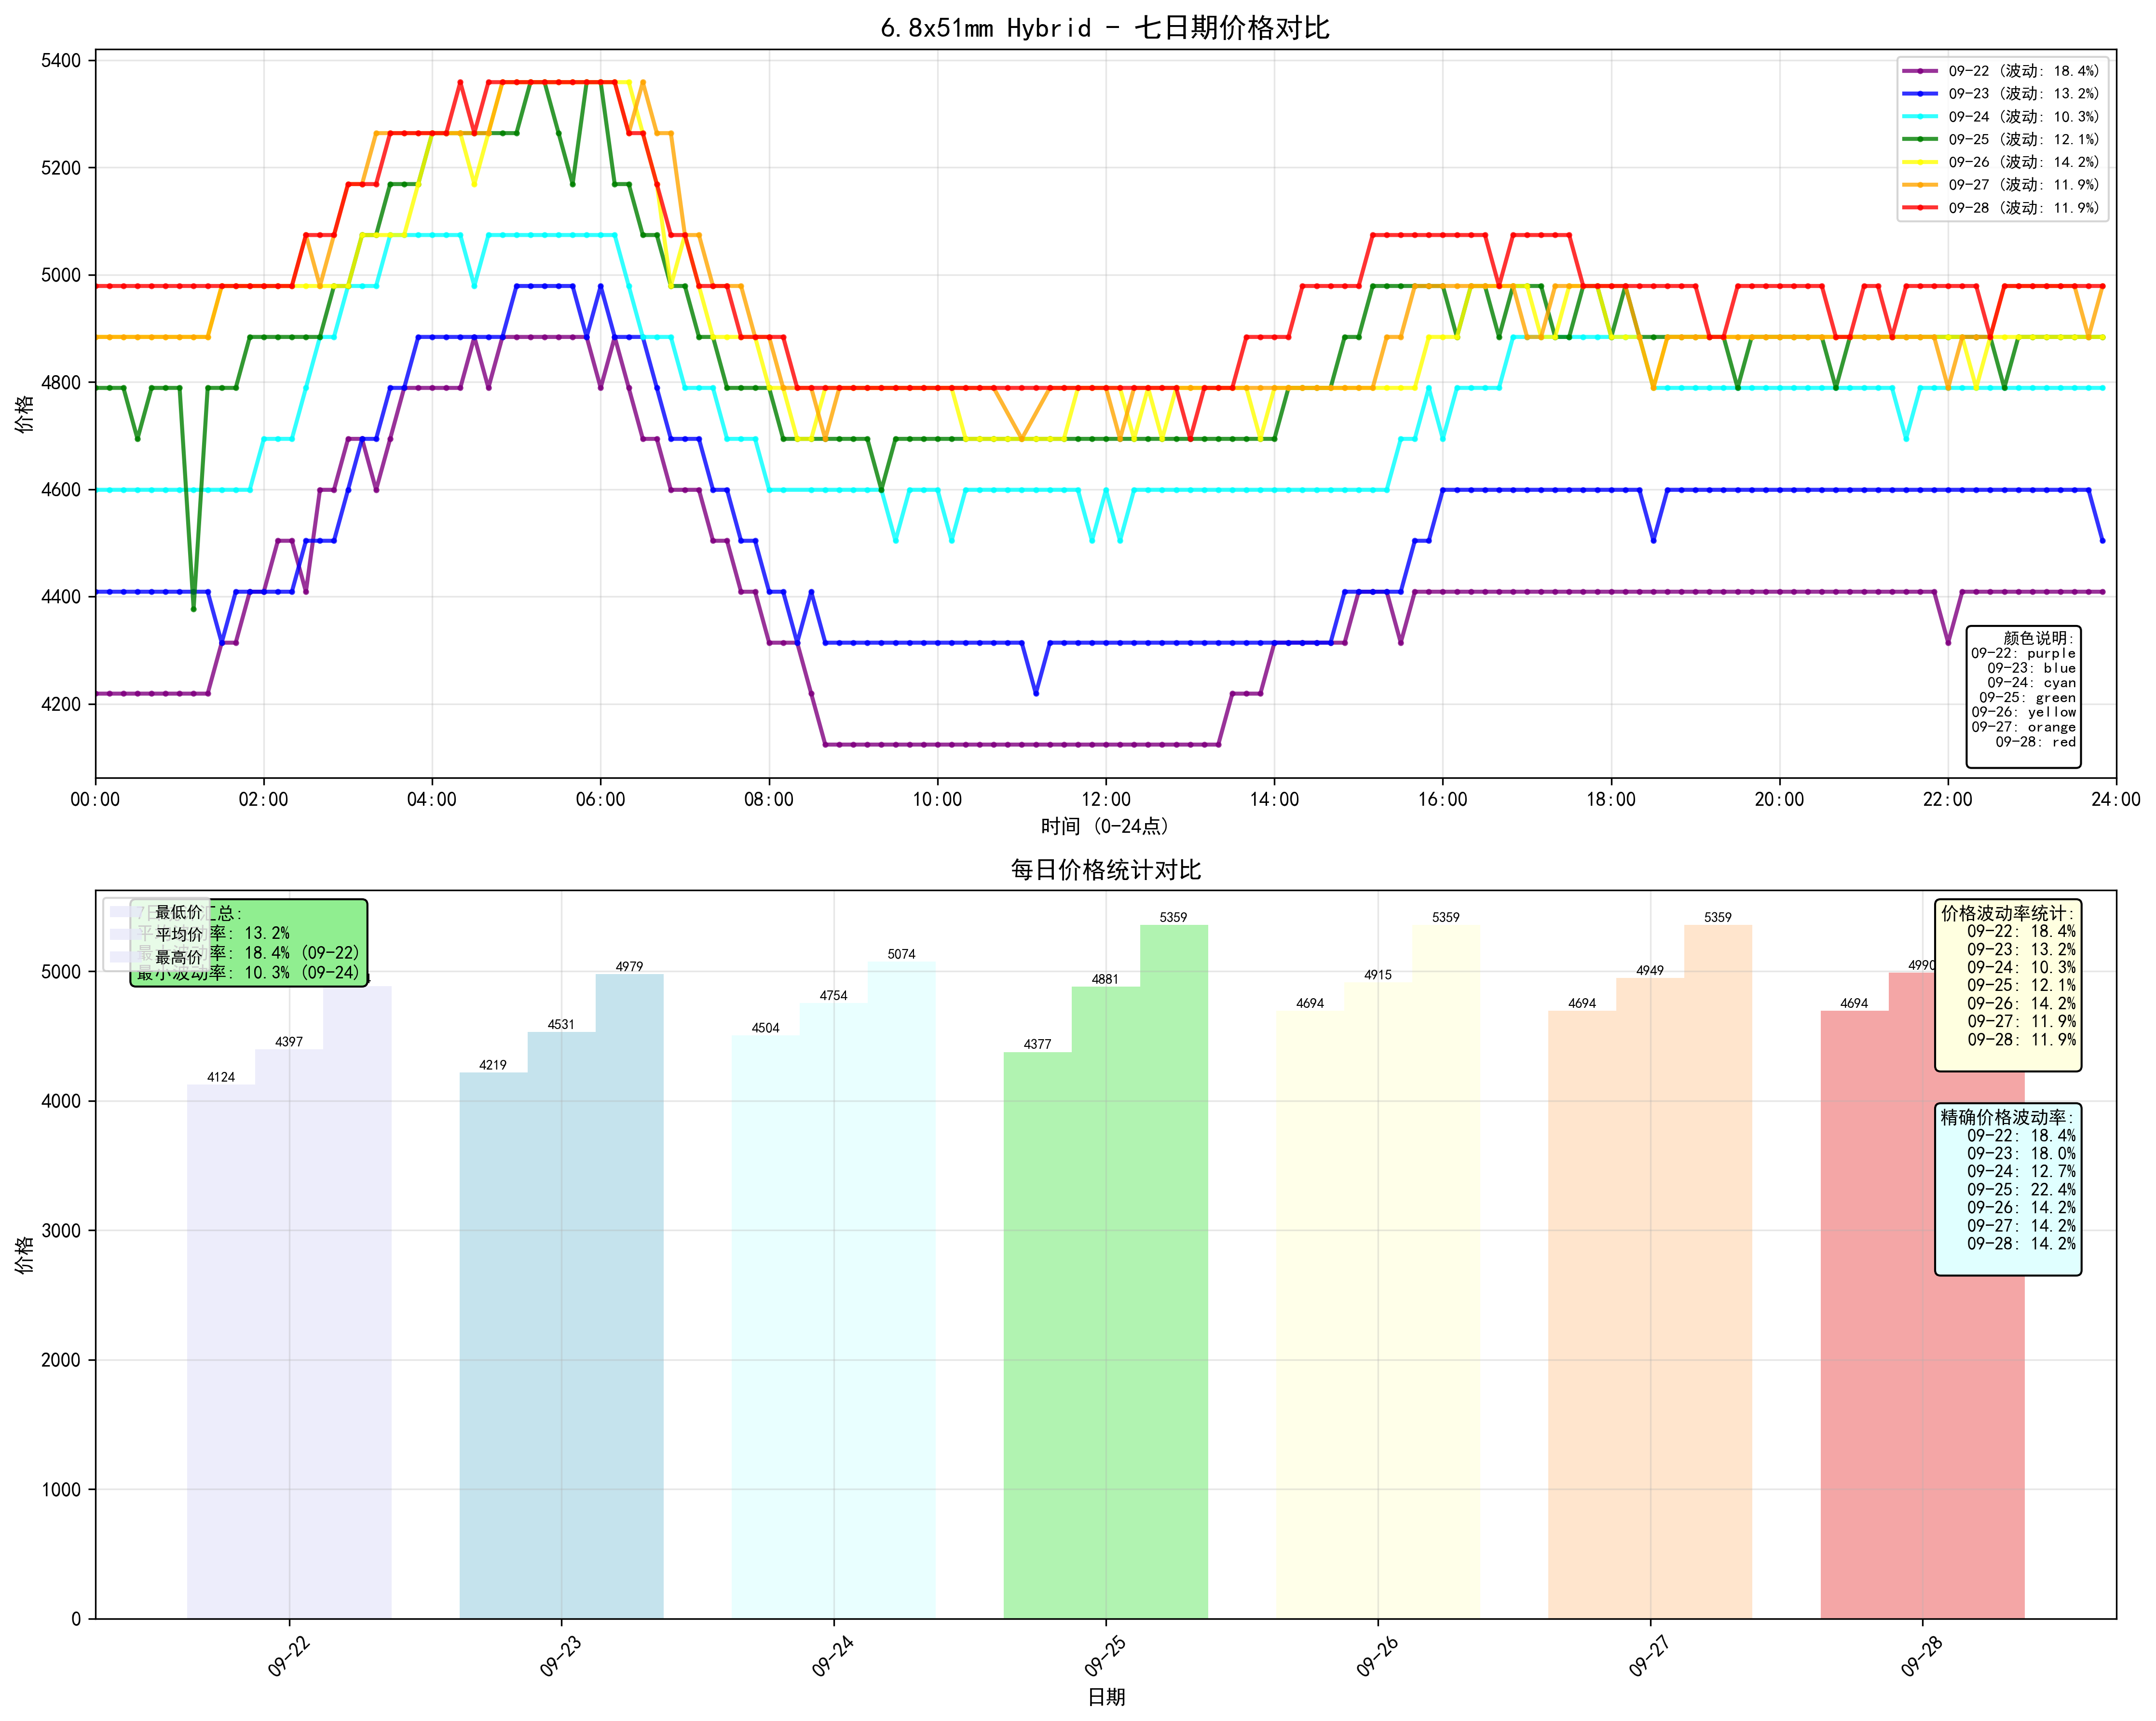 6.8x51mm Hybrid - 七日期价格对比
5400
5200
5000
4800
4600
4400
4200
价格
09-22 (波动: 18.4%)
09-23 (波动: 13.2%)
09-24 (波动: 10.3%)
09-25 (波动: 12.1%)
09-26 (波动: 14.2%)
09-27 (波动: 11.9%)
09-28 (波动: 11.9%)
颜色说明:
09-22: purple
09-23: blue
09-24: cyan
09-25: green
09-26: yellow
09-27: orange
09-28: red
00:00 02:00 04:00 06:00 08:00 10:00 12:00 14:00 16:00 18:00 20:00 22:00 24:00
时间 (0-24点)
每日价格统计对比
最低价
平均价
最高价
汇总:
率: 13.2%
率: 18.4% (09-22)
最小波动率: 10.3% (09-24)
价格波动率统计:
09-22: 18.4%
09-23: 13.2%
09-24: 10.3%
09-25: 12.1%
09-26: 14.2%
09-27: 11.9%
09-28: 11.9%
精确价格波动率:
09-22: 18.4%
09-23: 18.0%
09-24: 12.7%
09-25: 22.4%
09-26: 14.2%
09-27: 14.2%
09-28: 14.2%
4124 4397
4219 4531 4979
4504 4754 5074
4377 4881 5359
4694 4915 5359
4694 4949 5359
4694 4990
5000
4000
3000
2000
1000
0
价格
09-22 09-23 09-24 09-25 09-26 09-27 09-28
日期